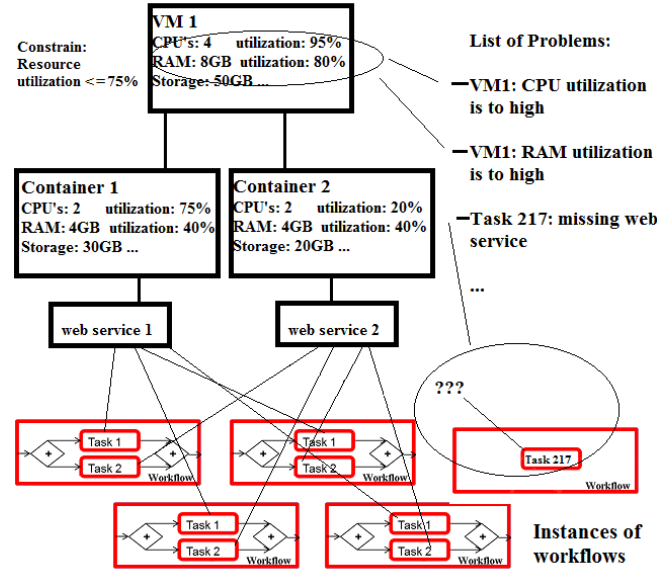 VM 1
CPU's: 4 utilization: 95%
RAM: 8GB utilization: 80%
Storage: 50GB ...
Constrain:
Resource
utilization <=75%
List of Problems:
VM1: CPU utilization
is to high
VM1: RAM utilization
is to high
Task 217: missing web
service
...
Container 1
CPU's: 2 utilization: 75%
RAM: 4GB utilization: 40%
Storage: 30GB ...
Container 2
CPU's: 2 utilization: 20%
RAM: 4GB utilization: 40%
Storage: 20GB ...
web service 1
web service 2
???
Task 1
Task 2
Workflow
Task 1
Task 2
Workflow
Task 217
Workflow
Task 1
Task 2
Workflow
Task 1
Task 2
Workflow
Instances of
workflows